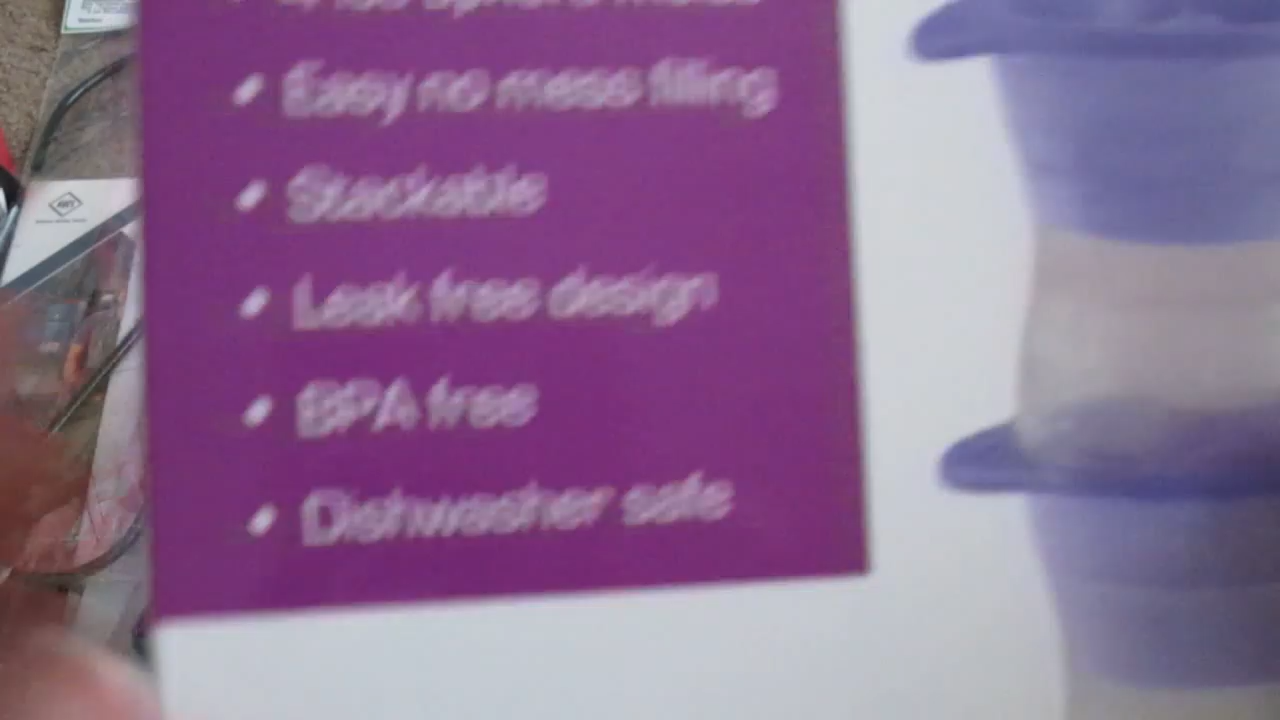 Easy no mess filling
Stackable
Leak free design
BPA free
Dishwasher safe